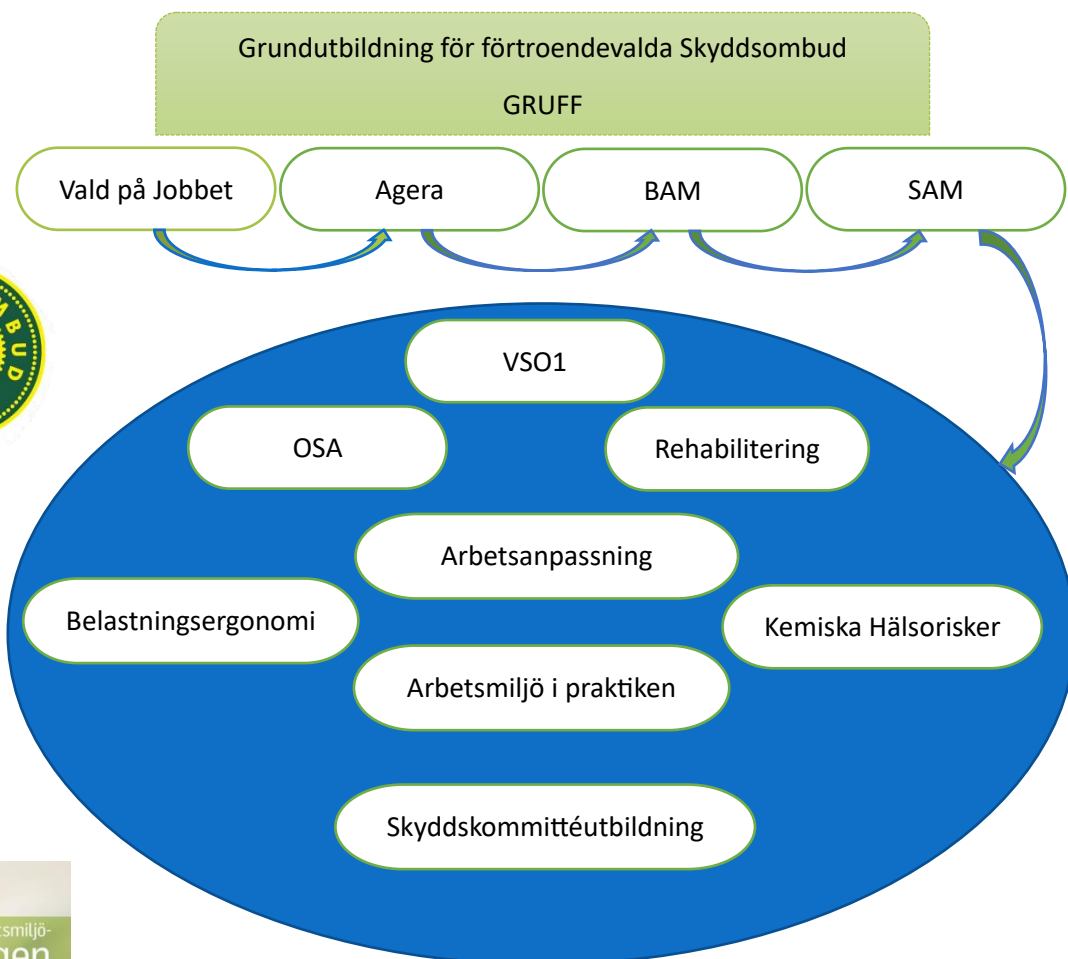 Grundutbildning för förtroendevalda Skyddsombud
GRUFF
Vald på Jobbet
Agera
BAM
SAM
VSO1
OSA
Rehabilitering
Arbetsanpassning
Belastningsergonomi
Kemiska Hälsorisker
Arbetsmiljö i praktiken
Skyddskommittéutbildning